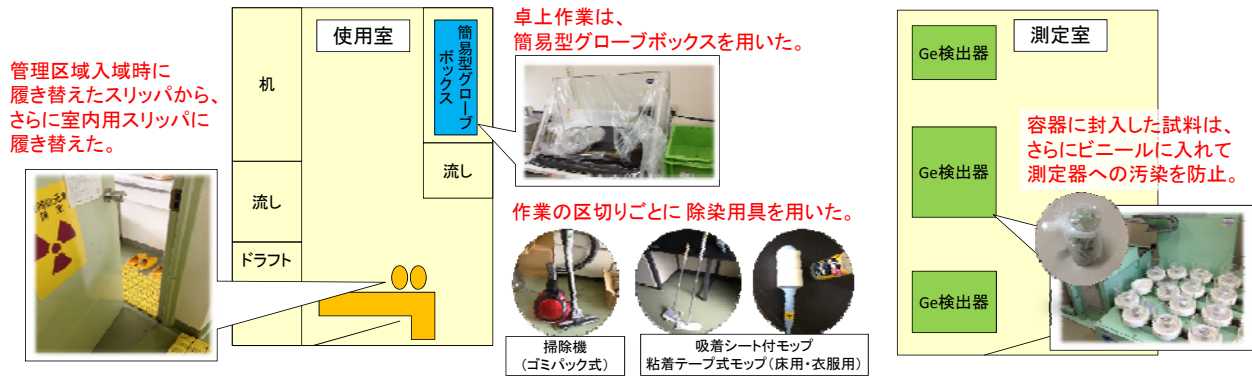 管理区域入域時に
履き替えたスリッパから、
さらに室内用スリッパに
履き替えた。
使用室
机
流し
ドラフト
簡易型グローブ
ボックス
流し
卓上作業は、
簡易型グローブボックスを用いた。
作業の区切りごとに 除染用具を用いた。
掃除機
(ゴミパック式)
吸着シート付モップ
粘着テープ式モップ(床用・衣服用)
測定室
Ge検出器
Ge検出器
Ge検出器
容器に封入した試料は、
さらにビニールに入れて
測定器への汚染を防止。